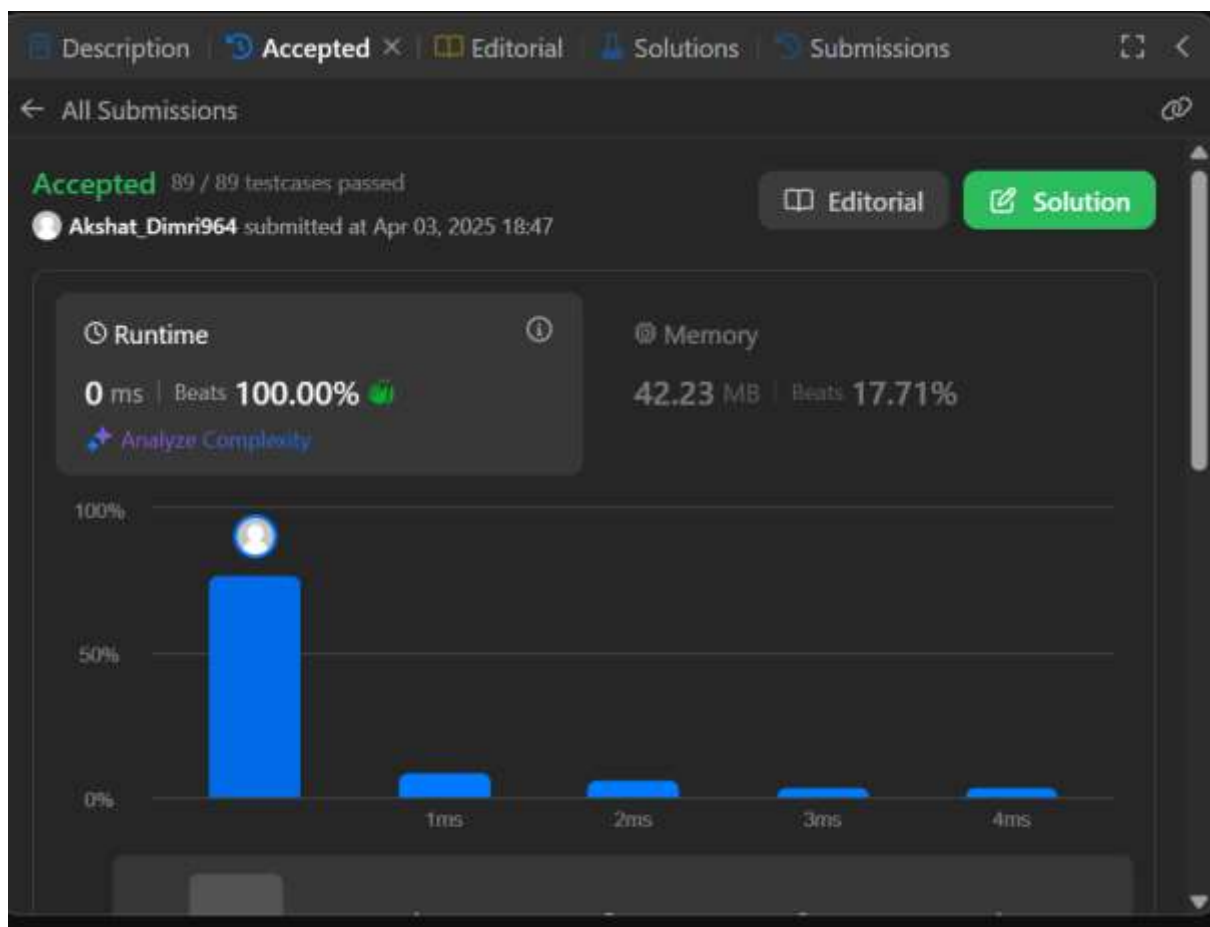 Description Accepted × Editorial Solutions Submissions
← All Submissions
Accepted 89 / 89 testcases passed
Editorial Solution
Akshat_Dimri964 submitted at Apr 03, 2025 18:47
Runtime Memory
0 ms | Beats 100.00% 42.23 MB | Beats 17.71%
Analyze Complexity
100%
50%
0%
1ms 2ms 3ms 4ms